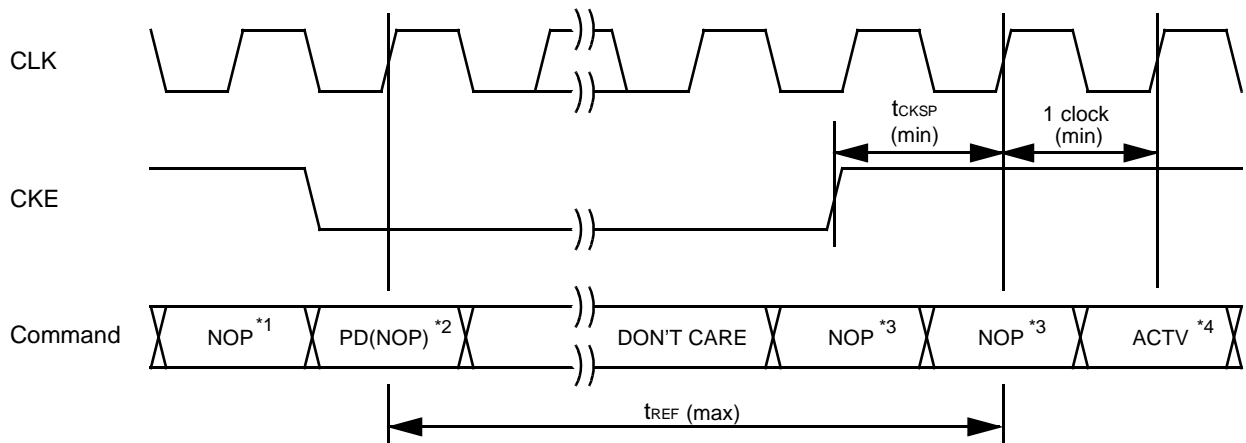 CLK
tCKSP
(min)
1 clock
(min)
CKE
Command
NOP *1
PD(NOP) *2
DON'T CARE
NOP *3
NOP *3
ACTV *4
tREF (max)